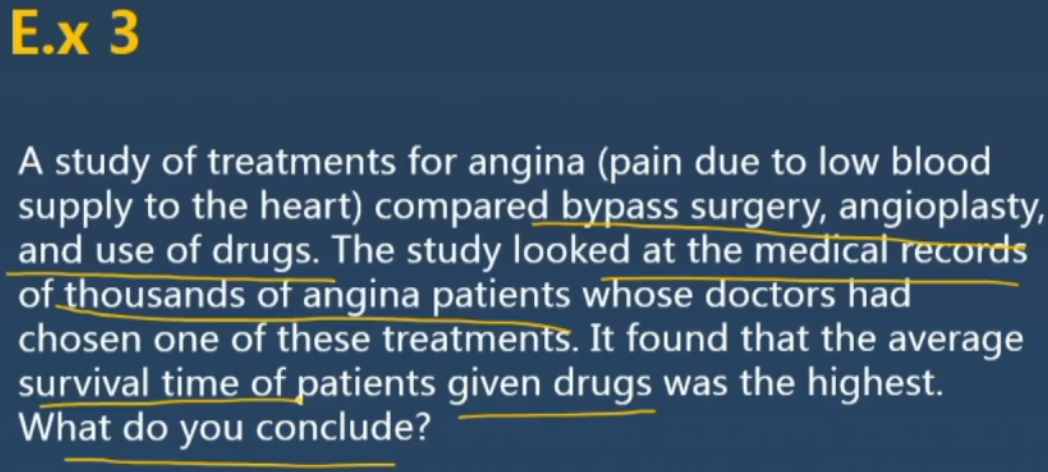 E.x 3
A study of treatments for angina (pain due to low blood
supply to the heart) compared bypass surgery, angioplasty,
and use of drugs. The study looked at the medical records
of thousands of angina patients whose doctors had
chosen one of these treatments. It found that the average
survival time of patients given drugs was the highest.
What do you conclude?